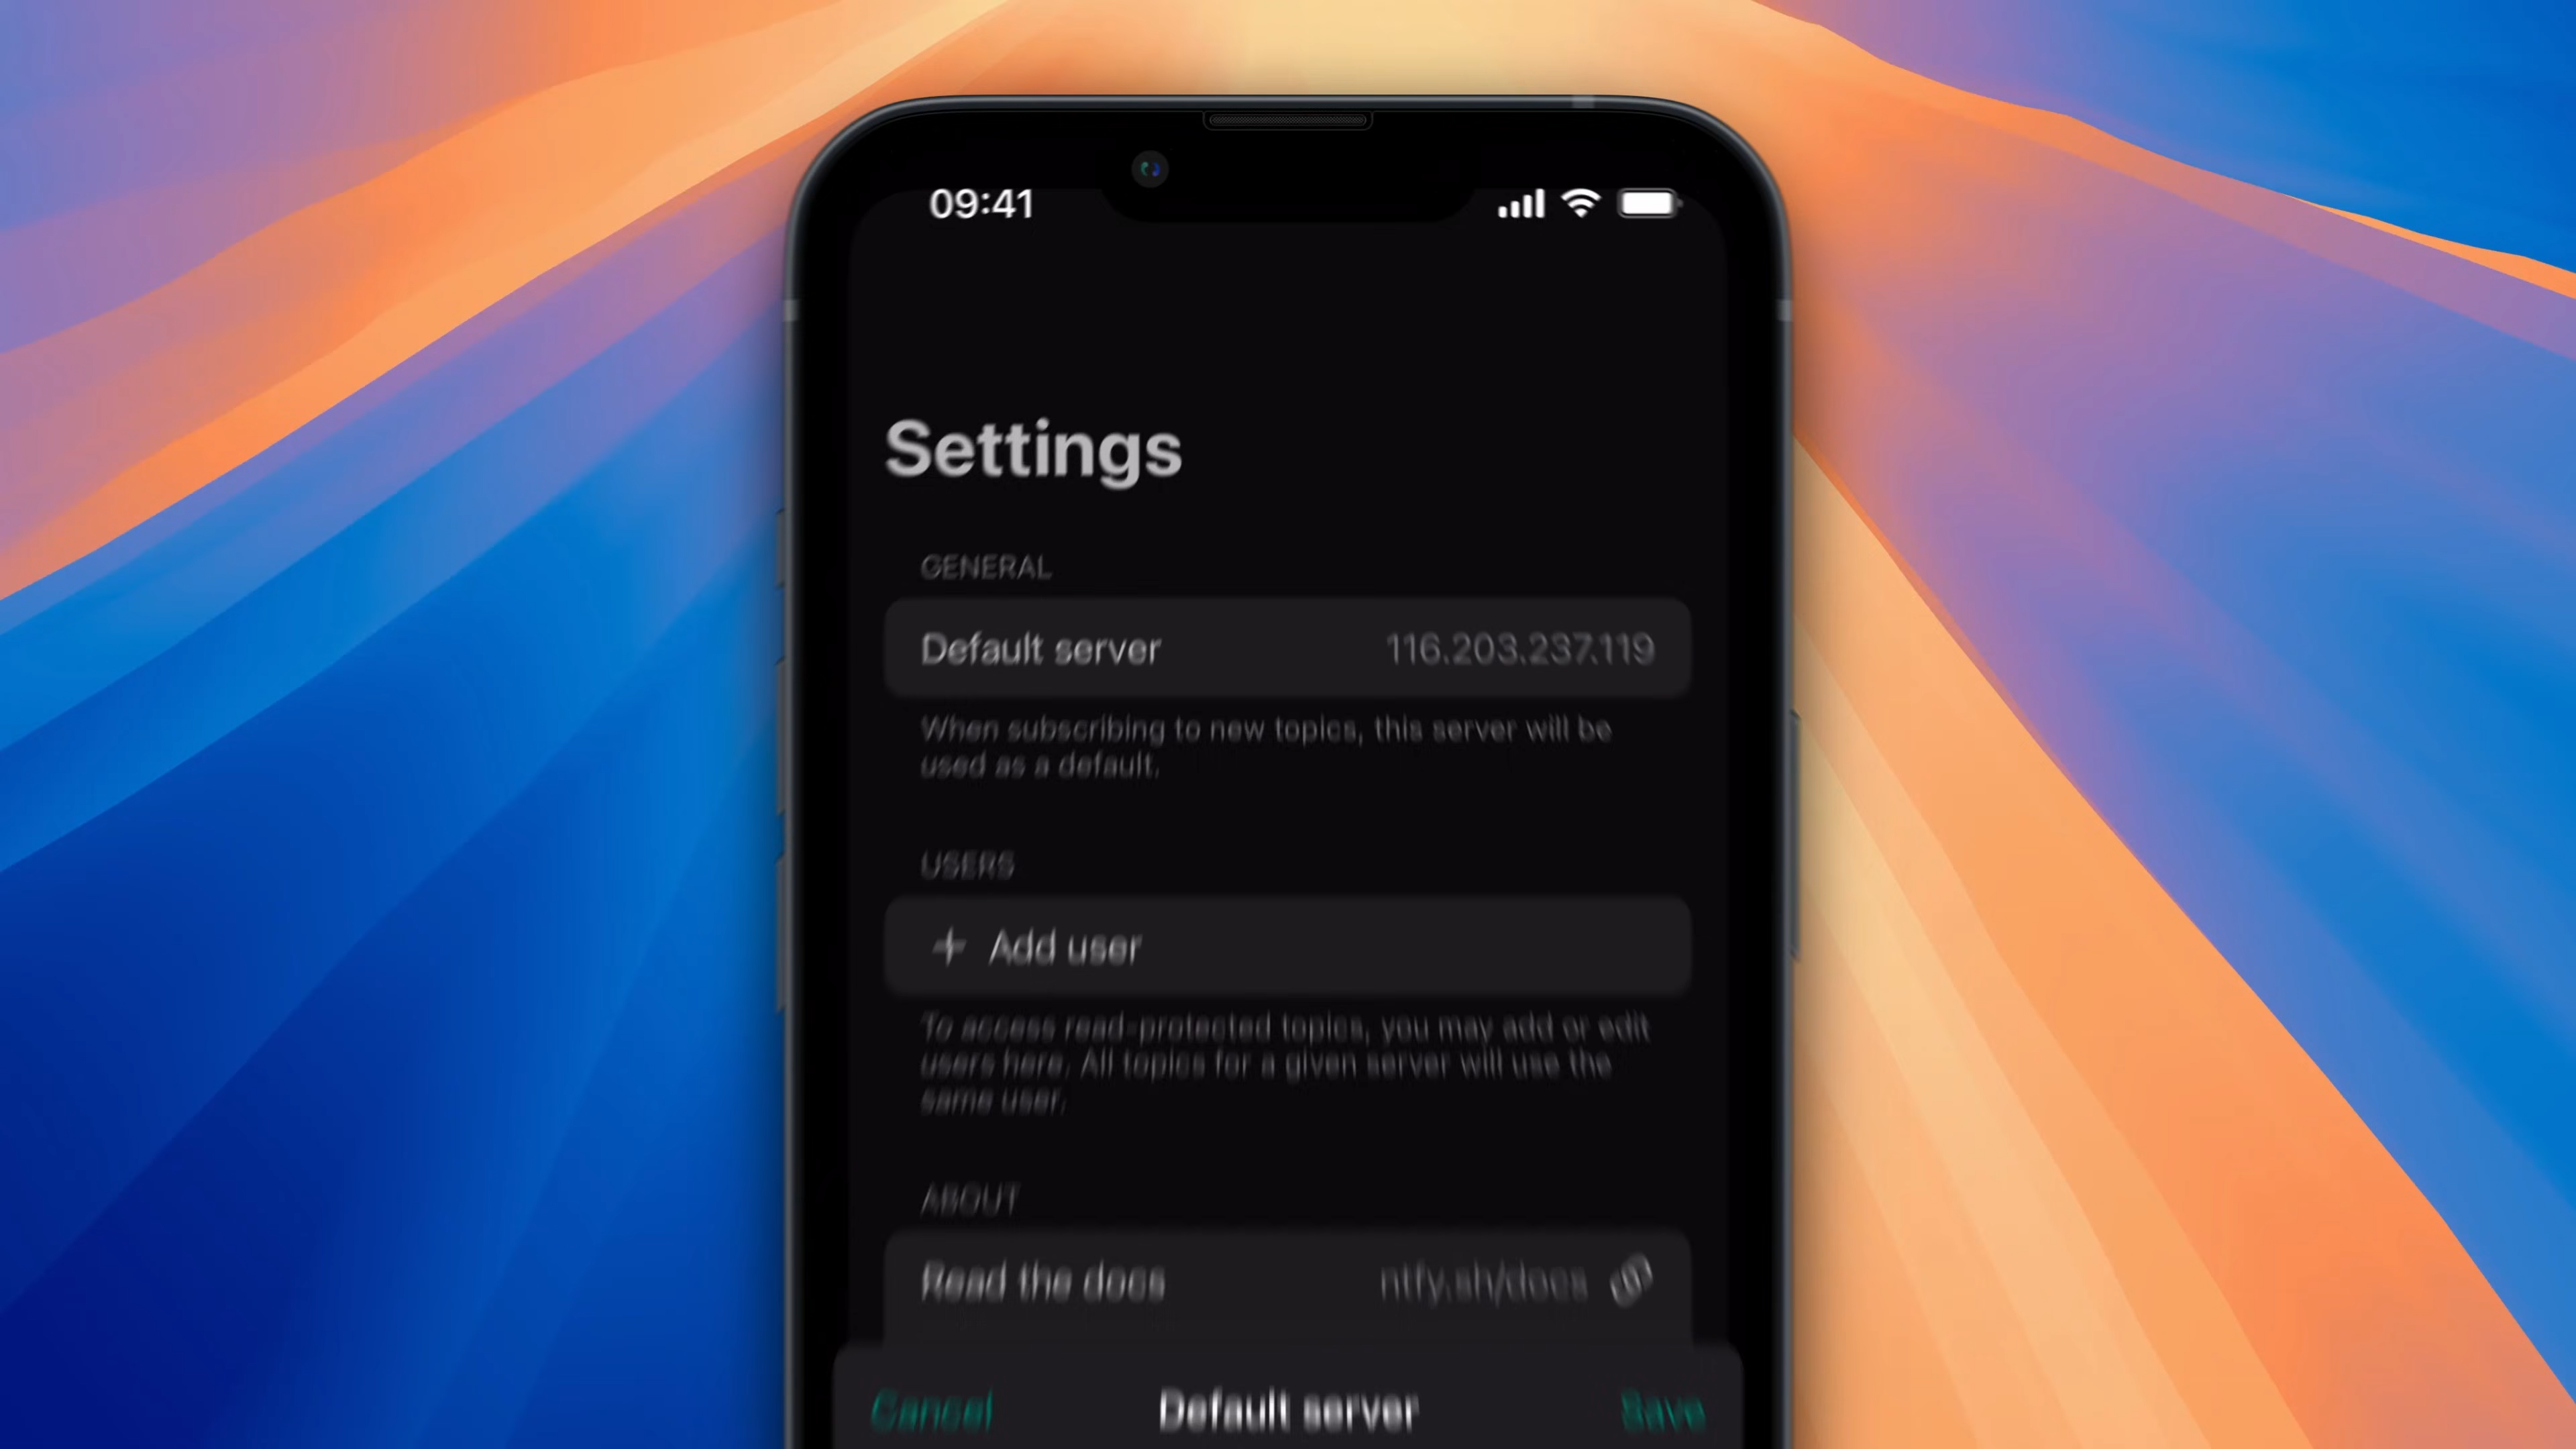 09:41
Settings
GENERAL
Default server 116.203.237.119
When subscribing to new topics, this server will be
used as a default.
USERS
+ Add user
To access read-protected topics, you may add or edit
users here. All topics for a given server will use the
same user.
ABOUT
Read the docs ntfy.sh/docs
Cancel Default server Save